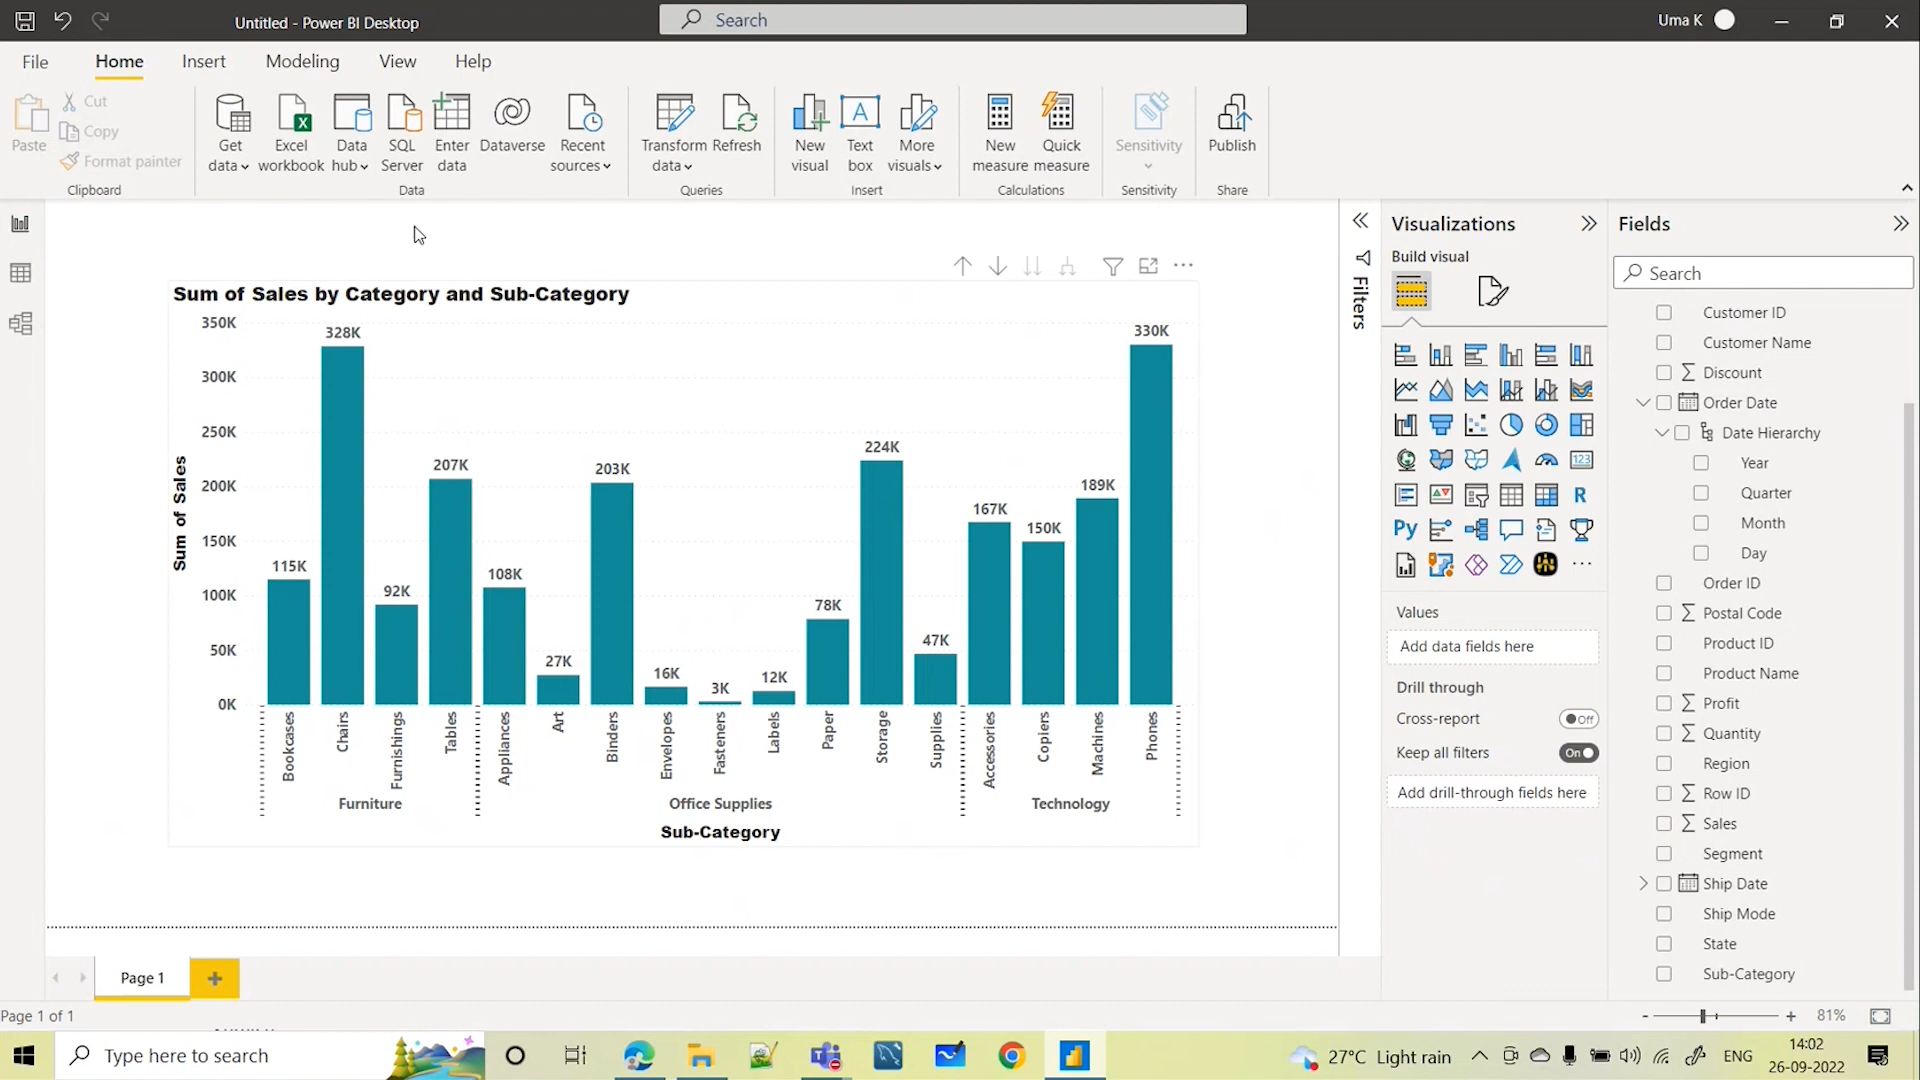 Untitled - Power BI Desktop
Search
Uma K
File
Home
Insert
Modeling
View
Help
Paste
Cut
Copy
Format painter
Clipboard
Get data
Excel workbook
Data hub
SQL Server
Enter data
Dataverse
Recent sources
Data
Transform data
Refresh
Queries
New visual
Text box
More visuals
Insert
New measure
Quick measure
Calculations
Sensitivity
Sensitivity
Publish
Share
Sum of Sales by Category and Sub-Category
Sum of Sales
350K
300K
250K
200K
150K
100K
50K
0K
115K
328K
92K
207K
108K
27K
203K
16K
3K
12K
78K
224K
47K
167K
150K
189K
330K
Bookcases
Chairs
Furnishings
Tables
Appliances
Art
Binders
Envelopes
Fasteners
Labels
Paper
Storage
Supplies
Accessories
Copiers
Machines
Phones
Furniture
Office Supplies
Technology
Sub-Category
Filters
Visualizations
Build visual
123
R
Py
Values
Add data fields here
Drill through
Cross-report
Off
Keep all filters
On
Add drill-through fields here
Fields
Search
Customer ID
Customer Name
Discount
Order Date
Date Hierarchy
Year
Quarter
Month
Day
Order ID
Postal Code
Product ID
Product Name
Profit
Quantity
Region
Row ID
Sales
Segment
Ship Date
Ship Mode
State
Sub-Category
Page 1
Page 1 of 1
81%
Type here to search
27°C Light rain
ENG
14:02
26-09-2022